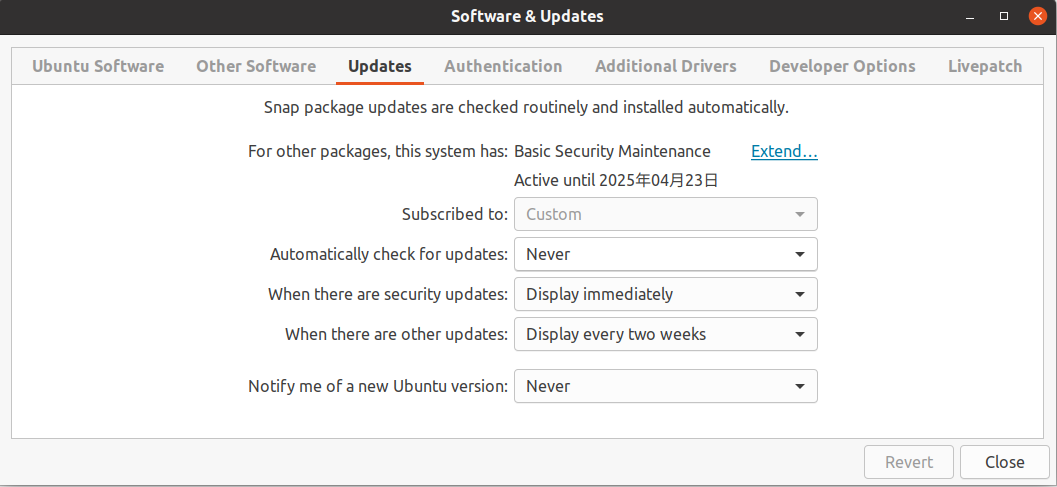 Software & Updates
Ubuntu Software Other Software Updates Authentication Additional Drivers Developer Options Livepatch
Snap package updates are checked routinely and installed automatically.
For other packages, this system has: Basic Security Maintenance Extend…
Active until 2025年04月23日
Subscribed to: Custom
Automatically check for updates: Never
When there are security updates: Display immediately
When there are other updates: Display every two weeks
Notify me of a new Ubuntu version: Never
Revert Close